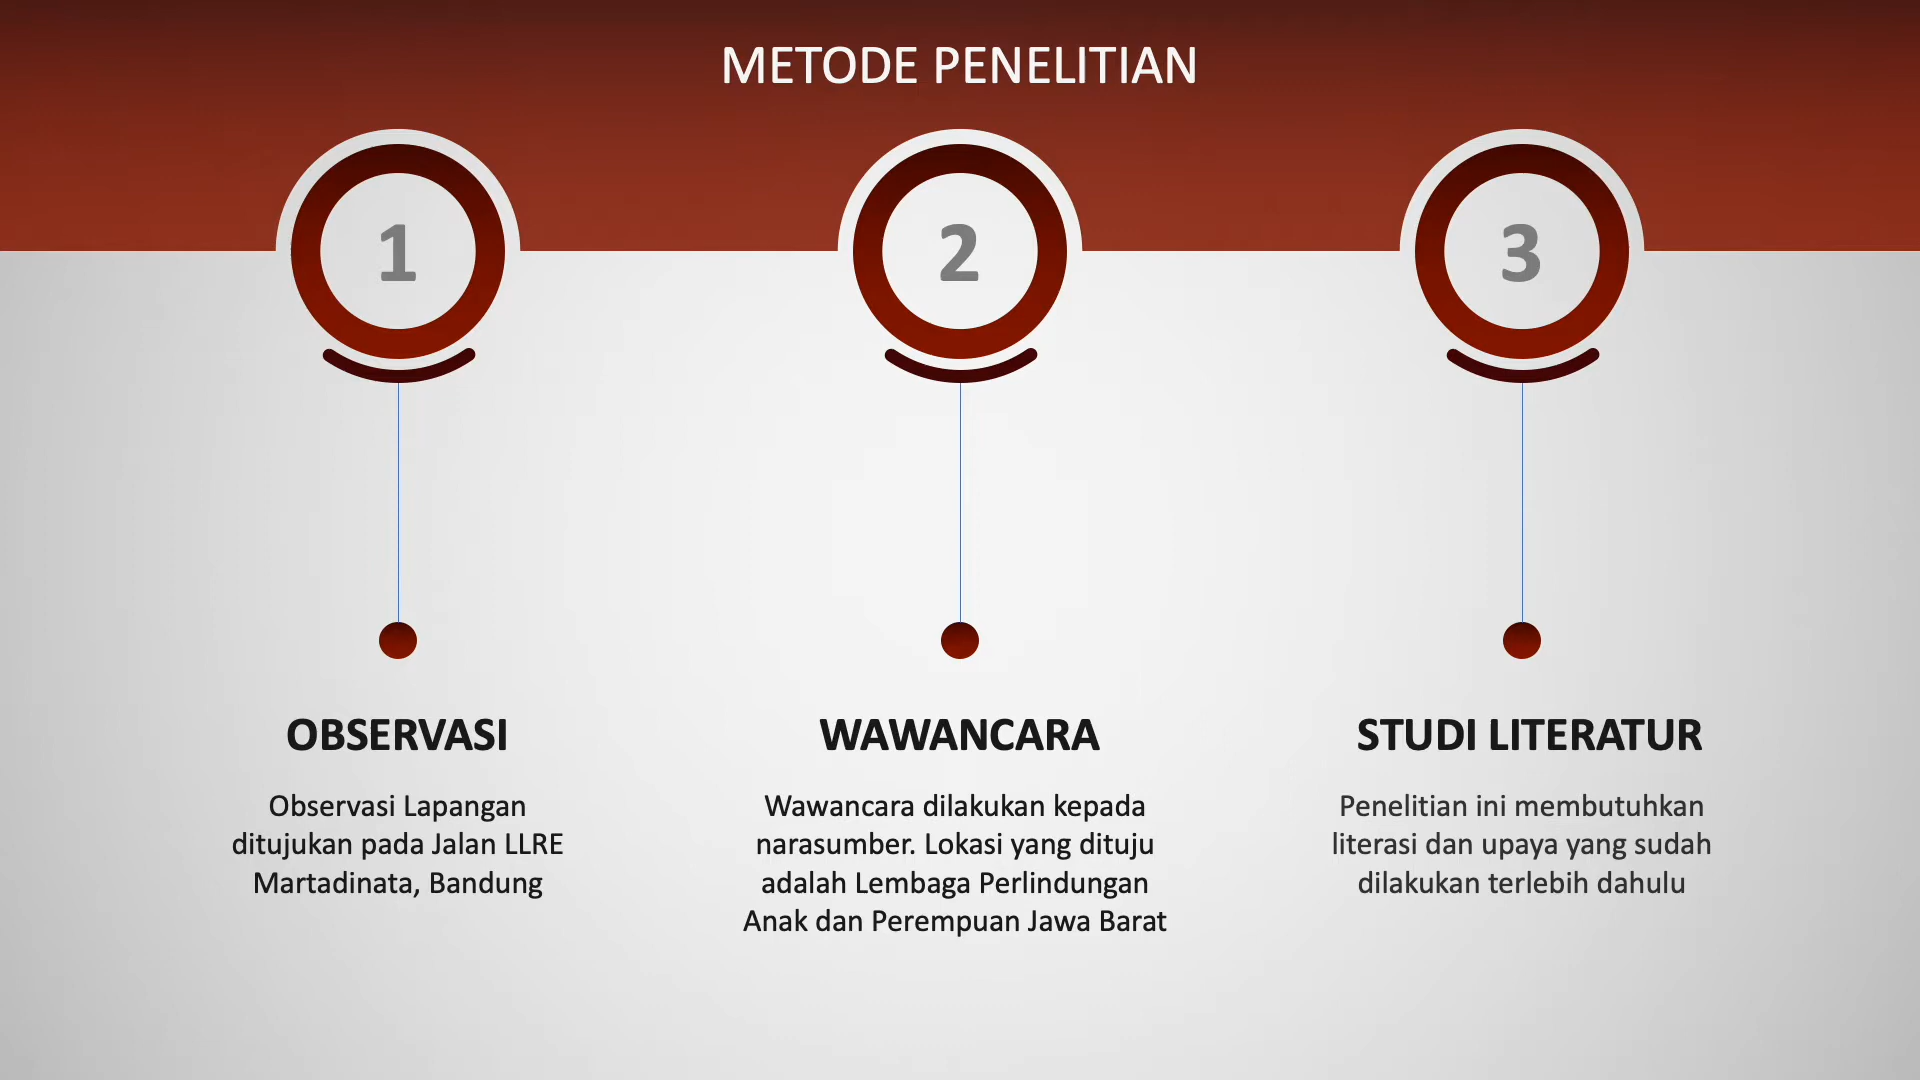 METODE PENELITIAN
1
2
3
OBSERVASI
Observasi Lapangan
ditujukan pada Jalan LLRE
Martadinata, Bandung
WAWANCARA
Wawancara dilakukan kepada
narasumber. Lokasi yang dituju
adalah Lembaga Perlindungan
Anak dan Perempuan Jawa Barat
STUDI LITERATUR
Penelitian ini membutuhkan
literasi dan upaya yang sudah
dilakukan terlebih dahulu